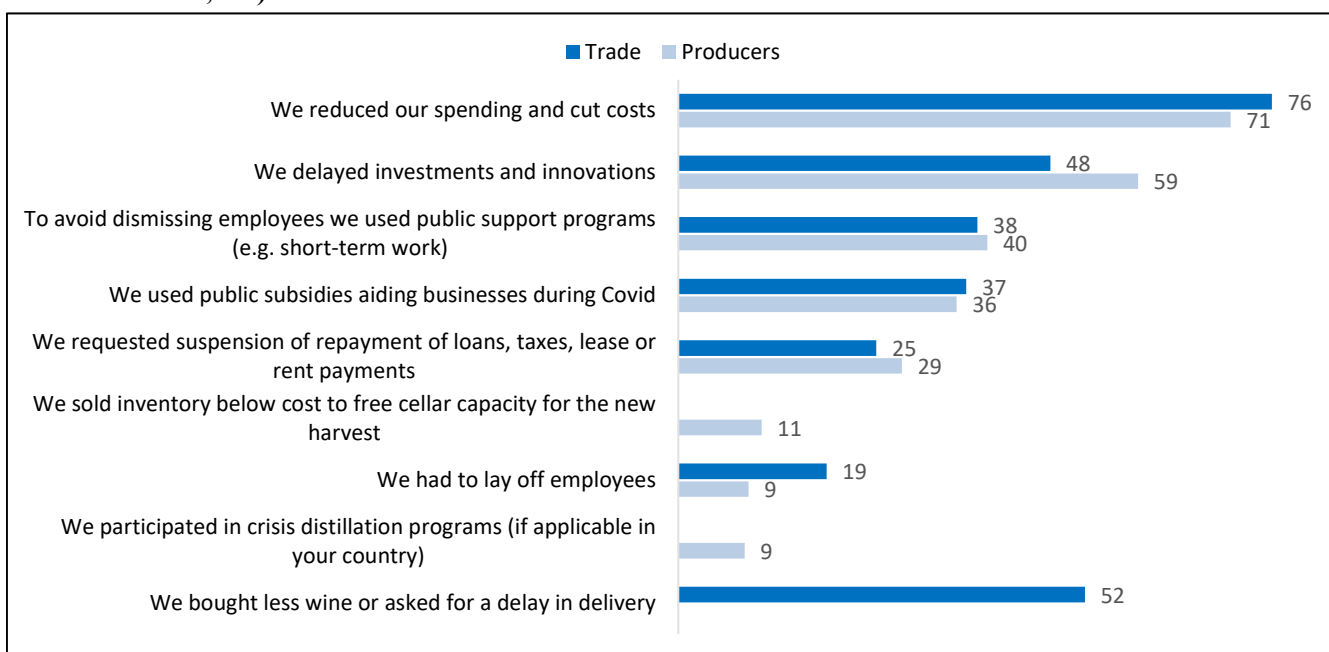 Trade Producers
We reduced our spending and cut costs
76
71
We delayed investments and innovations
48
59
To avoid dismissing employees we used public support programs
(e.g. short-term work)
38
40
We used public subsidies aiding businesses during Covid
37
36
We requested suspension of repayment of loans, taxes, lease or
rent payments
25
29
We sold inventory below cost to free cellar capacity for the new
harvest
11
We had to lay off employees
19
9
We participated in crisis distillation programs (if applicable in
your country)
9
We bought less wine or asked for a delay in delivery
52